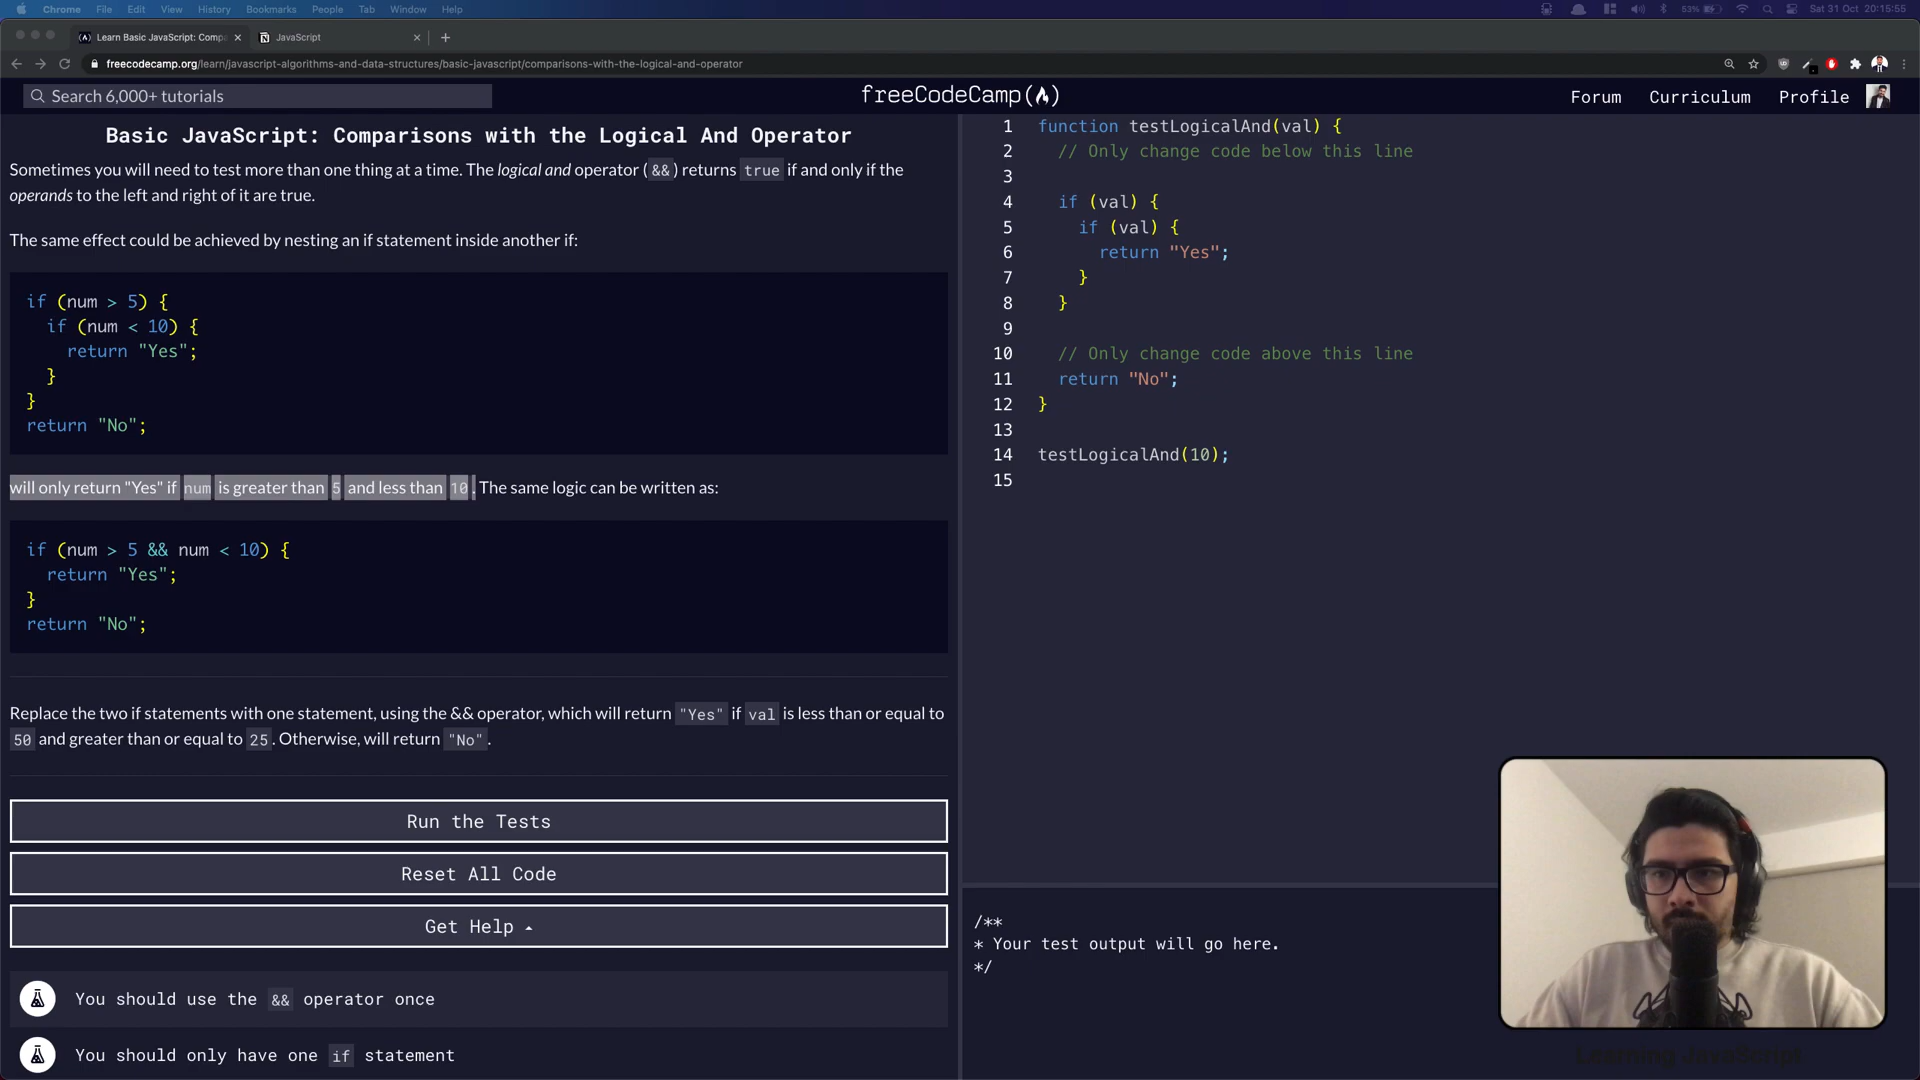 Chrome File Edit View History Bookmarks People Tab Window Help
53% Sat 31 Oct 20:15:55
Learn Basic JavaScript: Compa
JavaScript
freecodecamp.org/learn/javascript-algorithms-and-data-structures/basic-javascript/comparisons-with-the-logical-and-operator
Search 6,000+ tutorials
freeCodeCamp
Forum Curriculum Profile
Basic JavaScript: Comparisons with the Logical And Operator
Sometimes you will need to test more than one thing at a time. The logical and operator (&&) returns true if and only if the
operands to the left and right of it are true.
The same effect could be achieved by nesting an if statement inside another if:
if (num > 5) {
if (num < 10) {
return "Yes";
}
}
return "No";
will only return "Yes" if num is greater than 5 and less than 10. The same logic can be written as:
if (num > 5 && num < 10) {
return "Yes";
}
return "No";
Replace the two if statements with one statement, using the && operator, which will return "Yes" if val is less than or equal to
50 and greater than or equal to 25. Otherwise, will return "No".
Run the Tests
Reset All Code
Get Help
You should use the && operator once
You should only have one if statement
1 function testLogicalAnd(val) {
2 // Only change code below this line
3
4 if (val) {
5 if (val) {
6 return "Yes";
7 }
8 }
9
10 // Only change code above this line
11 return "No";
12 }
13
14 testLogicalAnd(10);
15
/**
* Your test output will go here.
*/
Learning JavaScript